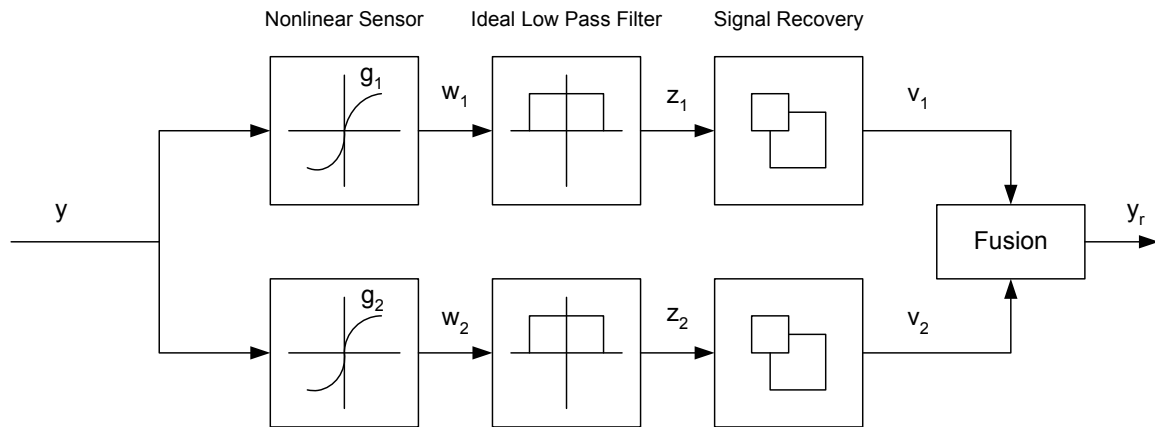 Nonlinear Sensor Ideal Low Pass Filter Signal Recovery
g₁
w₁ z₁ v₁
y Fusion yᵣ
g₂
w₂ z₂ v₂